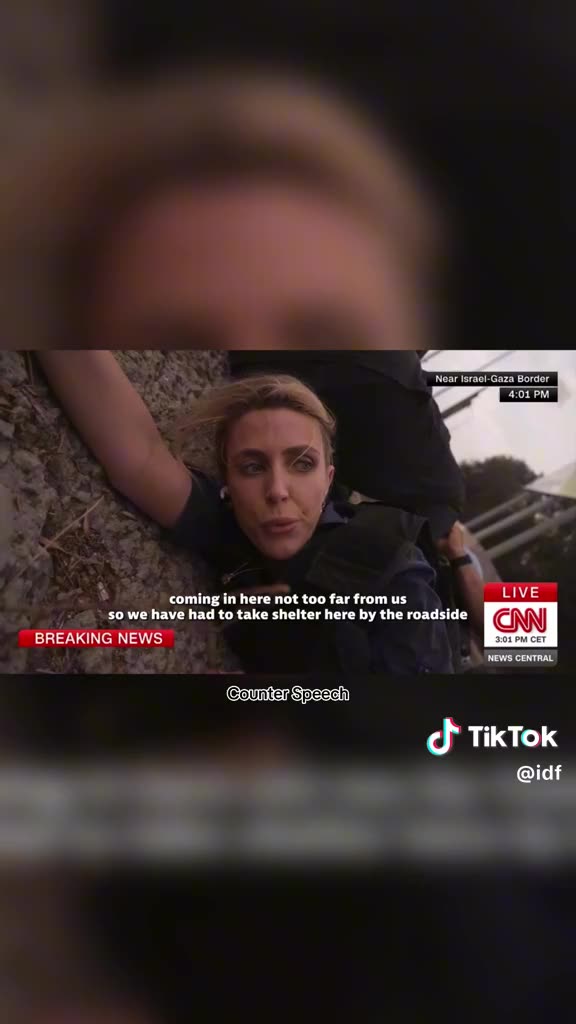 Near Israel-Gaza Border
4:01 PM
coming in here not too far from us
so we have had to take shelter here by the roadside
LIVE
CNN
3:01 PM CET
NEWS CENTRAL
BREAKING NEWS
Counter Speech
TikTok
@idf